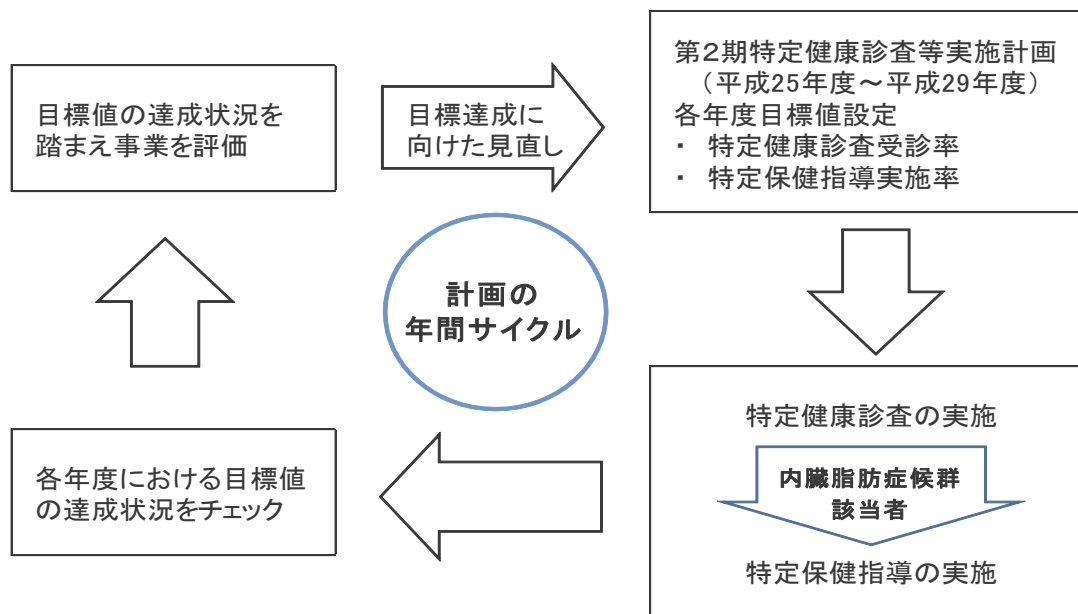 目標値の達成状況を
踏まえ事業を評価
目標達成に
向けた見直し
第２期特定健康診査等実施計画
（平成25年度～平成29年度）
各年度目標値設定
・ 特定健康診査受診率
・ 特定保健指導実施率
計画の
年間サイクル
特定健康診査の実施
内臓脂肪症候群
該当者
特定保健指導の実施
各年度における目標値
の達成状況をチェック